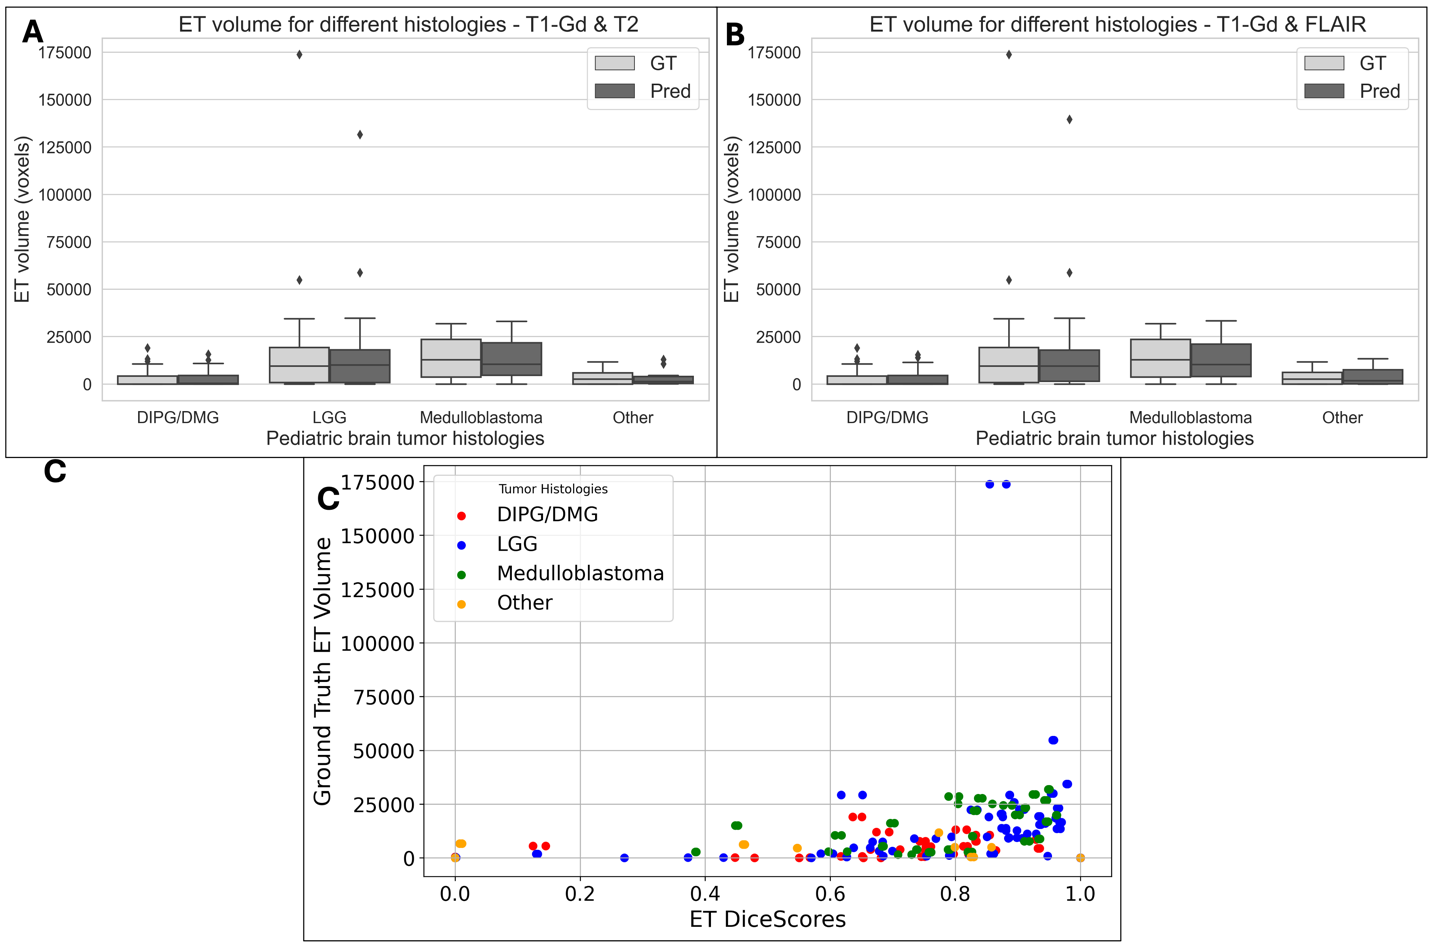 A
ET volume for different histologies - T1-Gd & T2
GT
Pred
175000
150000
125000
100000
75000
50000
25000
0
ET volume (voxels)
DIPG/DMG LGG Medulloblastoma Other
Pediatric brain tumor histologies
B
ET volume for different histologies - T1-Gd & FLAIR
GT
Pred
175000
150000
125000
100000
75000
50000
25000
0
ET volume (voxels)
DIPG/DMG LGG Medulloblastoma Other
Pediatric brain tumor histologies
C
C
Tumor Histologies
DIPG/DMG
LGG
Medulloblastoma
Other
175000
150000
125000
100000
75000
50000
25000
0
Ground Truth ET Volume
0.0 0.2 0.4 0.6 0.8 1.0
ET DiceScores